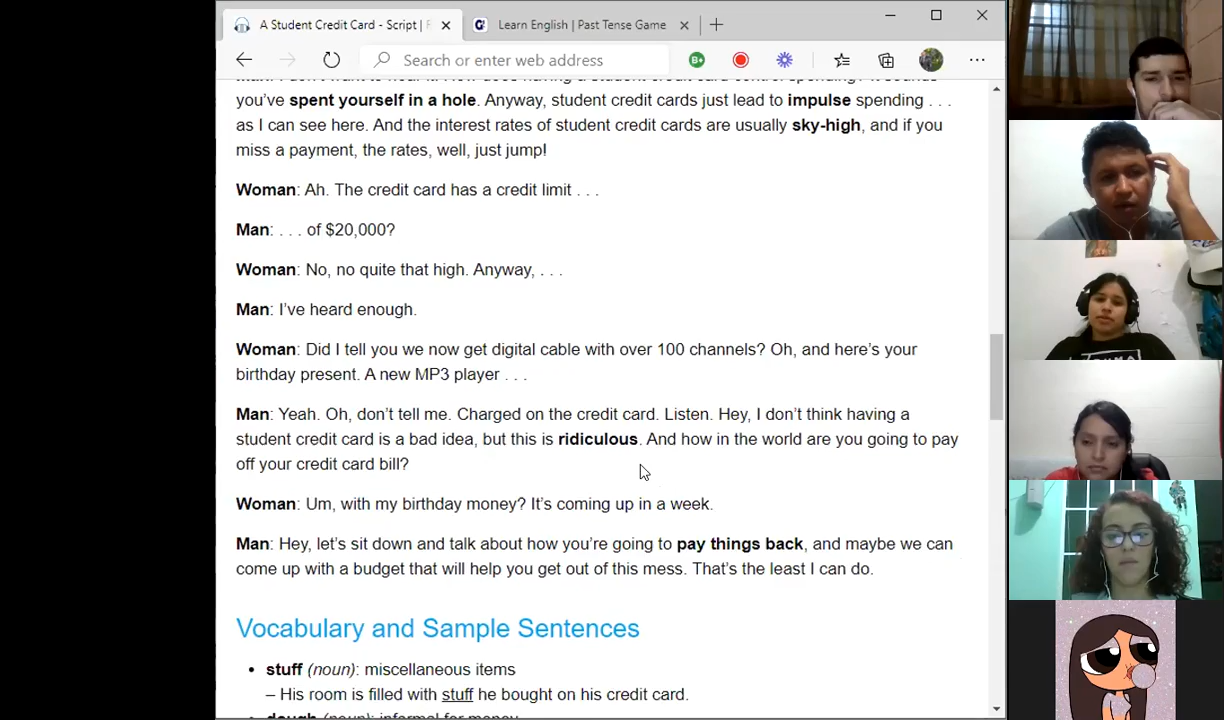 A Student Credit Card - Script | R
Learn English | Past Tense Game
Search or enter web address
you've spent yourself in a hole. Anyway, student credit cards just lead to impulse spending . . .
as I can see here. And the interest rates of student credit cards are usually sky-high, and if you
miss a payment, the rates, well, just jump!
Woman: Ah. The credit card has a credit limit . . .
Man: . . . of $20,000?
Woman: No, no quite that high. Anyway, . . .
Man: I've heard enough.
Woman: Did I tell you we now get digital cable with over 100 channels? Oh, and here's your
birthday present. A new MP3 player . . .
Man: Yeah. Oh, don't tell me. Charged on the credit card. Listen. Hey, I don't think having a
student credit card is a bad idea, but this is ridiculous. And how in the world are you going to pay
off your credit card bill?
Woman: Um, with my birthday money? It's coming up in a week.
Man: Hey, let's sit down and talk about how you're going to pay things back, and maybe we can
come up with a budget that will help you get out of this mess. That's the least I can do.
Vocabulary and Sample Sentences
• stuff (noun): miscellaneous items
– His room is filled with stuff he bought on his credit card.
• dough (noun): informal for money